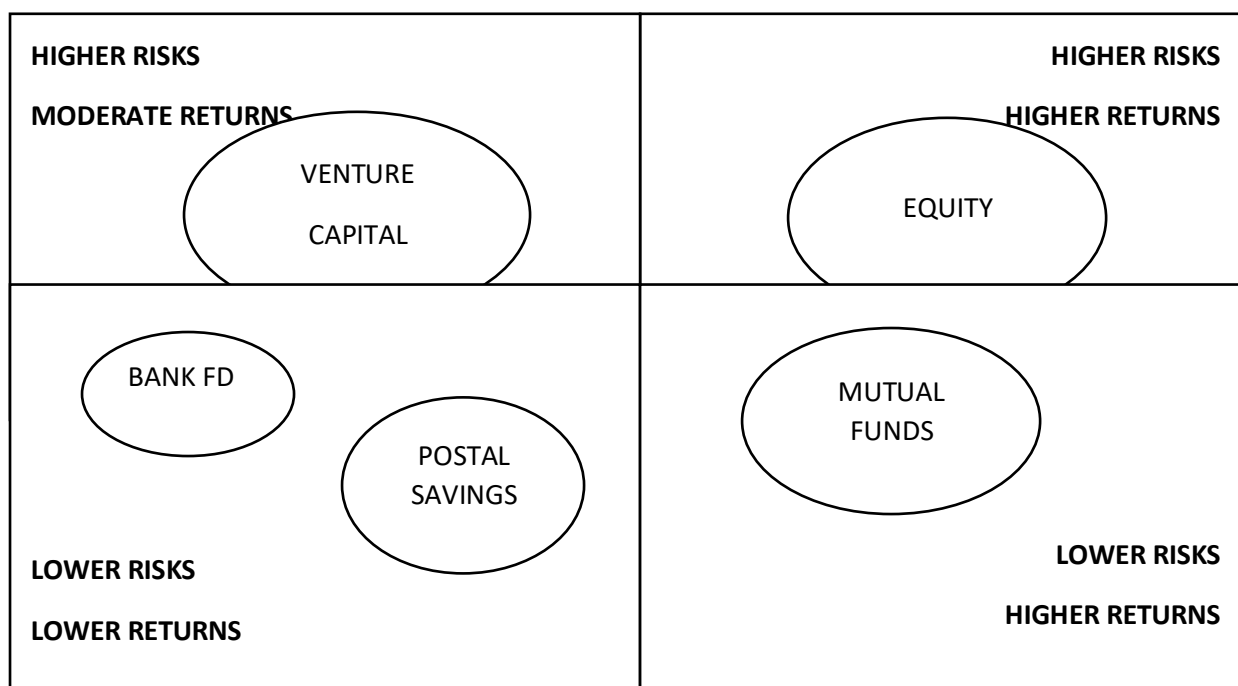 HIGHER RISKS
MODERATE RETURNS
VENTURE
CAPITAL
HIGHER RISKS
HIGHER RETURNS
EQUITY
BANK FD
POSTAL
SAVINGS
LOWER RISKS
LOWER RETURNS
MUTUAL
FUNDS
LOWER RISKS
HIGHER RETURNS